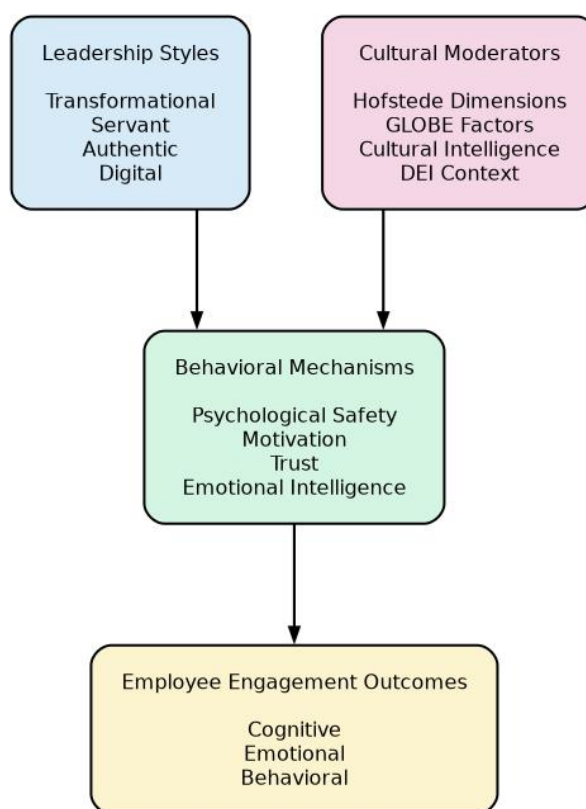 Leadership Styles
Transformational
Servant
Authentic
Digital
Cultural Moderators
Hofstede Dimensions
GLOBE Factors
Cultural Intelligence
DEI Context
Behavioral Mechanisms
Psychological Safety
Motivation
Trust
Emotional Intelligence
Employee Engagement Outcomes
Cognitive
Emotional
Behavioral